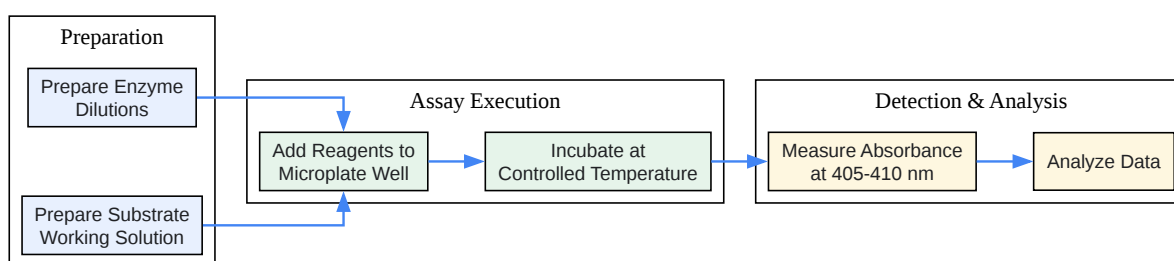 Preparation
Prepare Enzyme
Dilutions
Prepare Substrate
Working Solution
Assay Execution
Add Reagents to
Microplate Well
Incubate at
Controlled Temperature
Detection & Analysis
Measure Absorbance
at 405-410 nm
Analyze Data